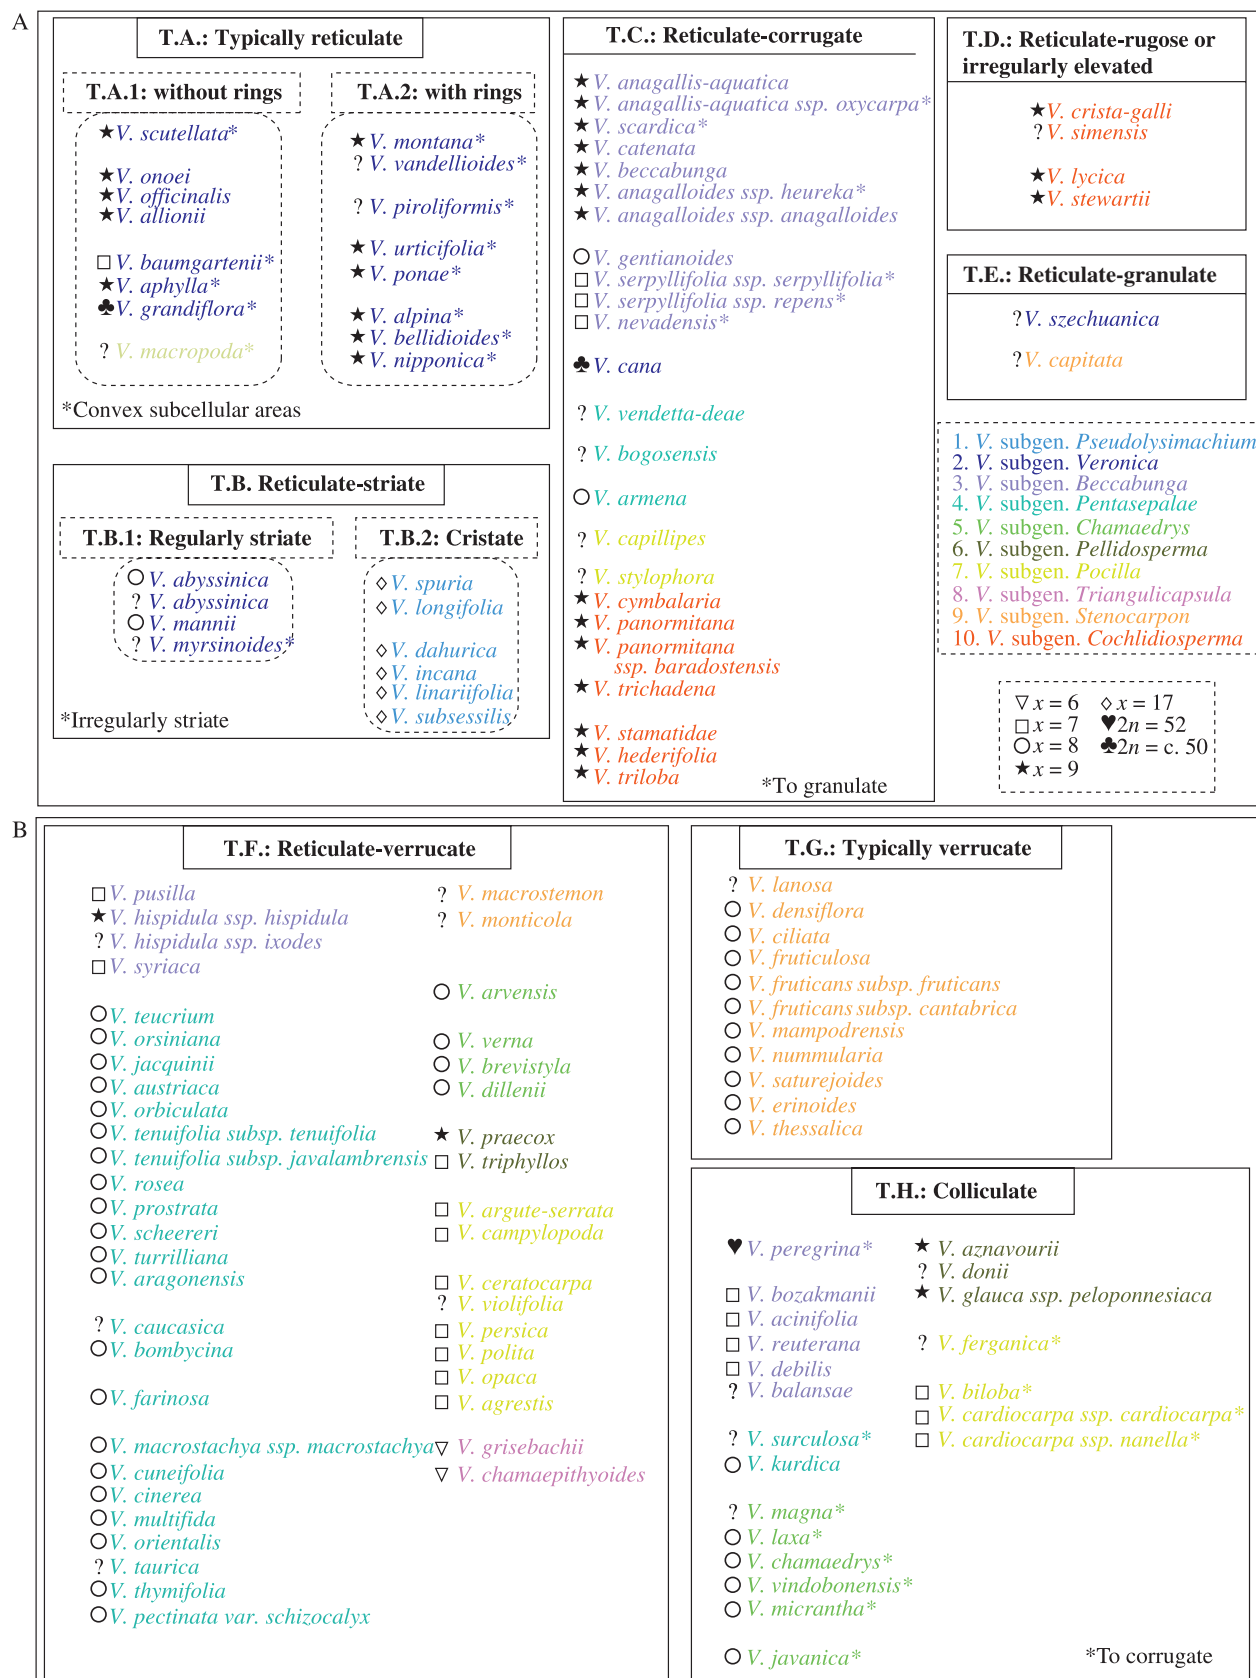 A
T.A.: Typically reticulate
T.A.1: without rings
★V. scutellata*
★V. onoei
★V. officinalis
★V. allionii
□V. baumgartenii*
★V. aphylla*
♣V. grandiflora*
? V. macropoda*
T.A.2: with rings
★V. montana*
? V. vandellioides*
? V. piroliformis*
★V. urticifolia*
★V. ponae*
★V. alpina*
★V. bellidioides*
★V. nipponica*
*Convex subcellular areas
T.B. Reticulate-striate
T.B.1: Regularly striate
○V. abyssinica
? V. abyssinica
○V. mannii
? V. myrsinoides*
T.B.2: Cristate
◇V. spuria
◇V. longifolia
◇V. dahurica
◇V. incana
◇V. linariifolia
◇V. subsessilis
*Irregularly striate
T.C.: Reticulate-corrugate
★V. anagallis-aquatica
★V. anagallis-aquatica ssp. oxycarpa*
★V. scardica*
★V. catenata
★V. beccabunga
★V. anagalloides ssp. heureka*
★V. anagalloides ssp. anagalloides
○V. gentianoides
□V. serpyllifolia ssp. serpyllifolia*
□V. serpyllifolia ssp. repens*
□V. nevadensis*
♣V. cana
? V. vendetta-deae
? V. bogosensis
○V. armena
? V. capillipes
? V. stylophora
★V. cymbalaria
★V. panormitana
★V. panormitana
ssp. baradostensis
★V. trichadena
★V. stamatidae
★V. hederifolia
★V. triloba
*To granulate
T.D.: Reticulate-rugose or
irregularly elevated
★V. crista-galli
? V. simensis
★V. lycica
★V. stewartii
T.E.: Reticulate-granulate
?V. szechuanica
?V. capitata
1. V. subgen. Pseudolysimachium
2. V. subgen. Veronica
3. V. subgen. Beccabunga
4. V. subgen. Pentasepalae
5. V. subgen. Chamaedrys
6. V. subgen. Pellidosperma
7. V. subgen. Pocilla
8. V. subgen. Triangulicapsula
9. V. subgen. Stenocarpon
10. V. subgen. Cochlidiosperma
▽x = 6 ◇x = 17
□x = 7 ♥2n = 52
○x = 8 ♣2n = c. 50
★x = 9
B
T.F.: Reticulate-verrucate
□V. pusilla
★V. hispidula ssp. hispidula
? V. hispidula ssp. ixodes
□V. syriaca
○V. teucrium
○V. orsiniana
○V. jacquinii
○V. austriaca
○V. orbiculata
○V. tenuifolia subsp. tenuifolia
○V. tenuifolia subsp. javalambrensis
○V. rosea
○V. prostrata
○V. scheereri
○V. turrilliana
○V. aragonensis
? V. caucasica
○V. bombycina
○V. farinosa
○V. macrostachya ssp. macrostachya
○V. cuneifolia
○V. cinerea
○V. multifida
○V. orientalis
? V. taurica
○V. thymifolia
○V. pectinata var. schizocalyx
? V. macrostemon
? V. monticola
○V. arvensis
○V. verna
○V. brevistyla
○V. dillenii
★ V. praecox
□V. triphyllos
□ V. argute-serrata
□ V. campylopoda
□ V. ceratocarpa
? V. violifolia
□ V. persica
□ V. polita
□ V. opaca
□ V. agrestis
▽ V. grisebachii
▽ V. chamaepithyoides
T.G.: Typically verrucate
? V. lanosa
○V. densiflora
○V. ciliata
○V. fruticulosa
○V. fruticans subsp. fruticans
○V. fruticans subsp. cantabrica
○V. mampodrensis
○V. nummularia
○V. saturejoides
○V. erinoides
○V. thessalica
T.H.: Colliculate
♥V. peregrina*
□V. bozakmanii
□V. acinifolia
□V. reuterana
□V. debilis
? V. balansae
? V. surculosa*
○V. kurdica
? V. magna*
○V. laxa*
○V. chamaedrys*
○V. vindobonensis*
○V. micrantha*
○V. javanica*
★ V. aznavourii
? V. donii
★ V. glauca ssp. peloponnesiaca
? V. ferganica*
□ V. biloba*
□ V. cardiocarpa ssp. cardiocarpa*
□ V. cardiocarpa ssp. nanella*
*To corrugate